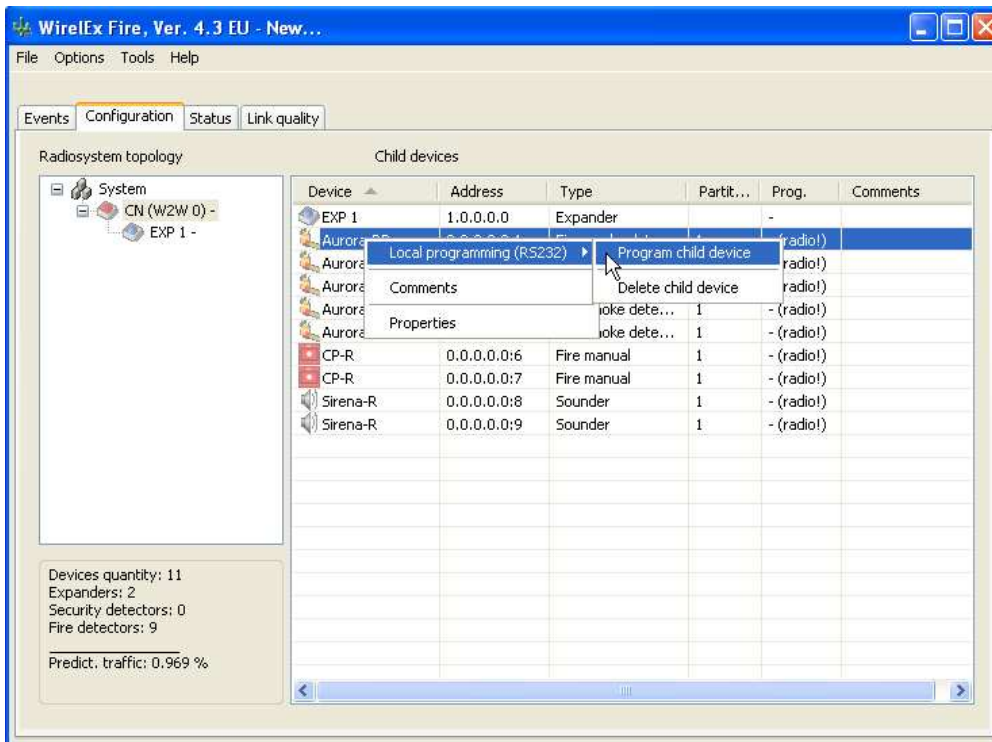 WirelEx Fire, Ver. 4.3 EU - New...
File Options Tools Help
Events Configuration Status Link quality
Radiosystem topology Child devices
System
CN (W2W 0) -
EXP 1 -
Device Address Type Partit... Prog. Comments
EXP 1 1.0.0.0.0 Expander -
(radio!)
Local programming (RS232) Program child device
Aurora radio!)
Aurora Comments Delete child device radio!)
Aurora oke dete... 1 - (radio!)
Aurora Properties oke dete... 1 - (radio!)
CP-R 0.0.0.0.0:6 Fire manual 1 - (radio!)
CP-R 0.0.0.0.0:7 Fire manual 1 - (radio!)
Sirena-R 0.0.0.0.0:8 Sounder 1 - (radio!)
Sirena-R 0.0.0.0.0:9 Sounder 1 - (radio!)
Devices quantity: 11
Expanders: 2
Security detectors: 0
Fire detectors: 9
Predict. traffic: 0.969 %